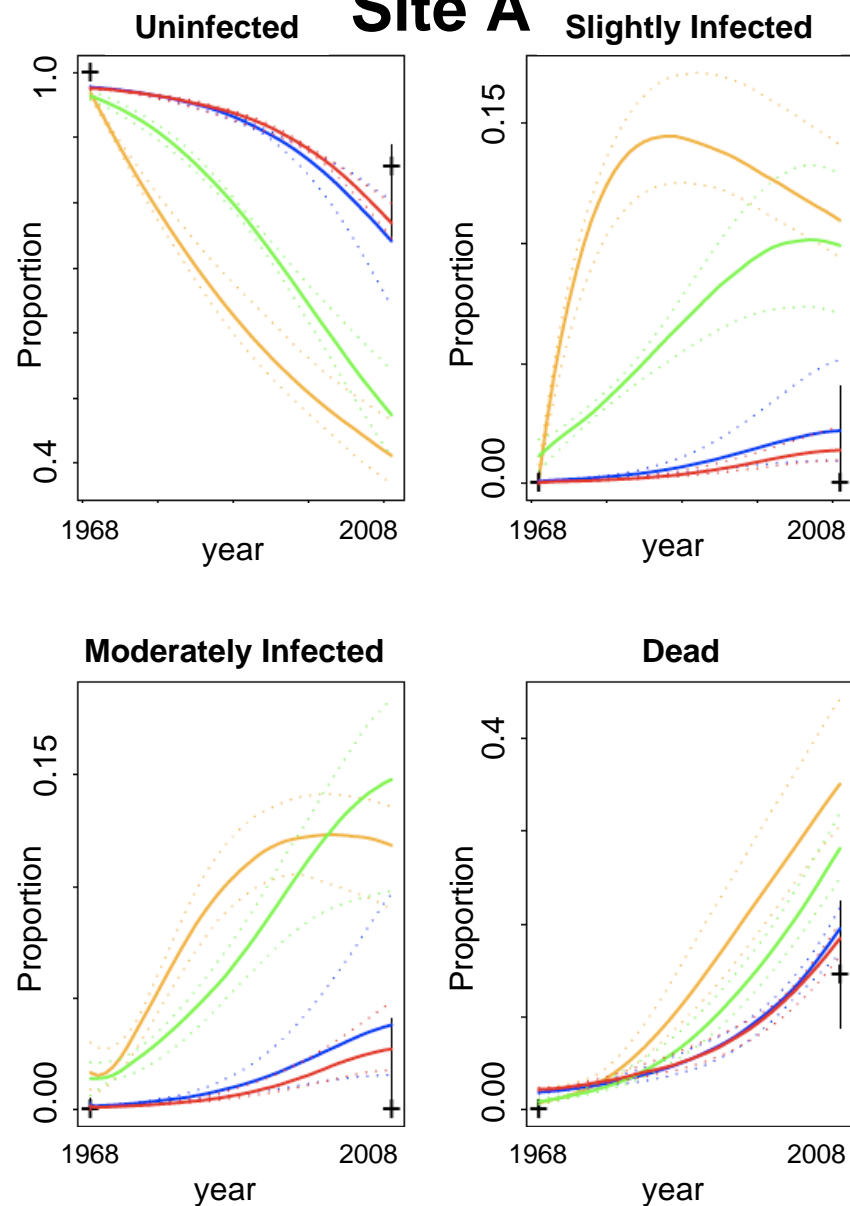 Site A
Uninfected
Slightly Infected
1.0
0.4
Proportion
1968
2008
year
0.15
0.00
Proportion
1968
2008
year
Moderately Infected
Dead
0.15
0.00
Proportion
1968
2008
year
0.4
0.00
Proportion
1968
2008
year